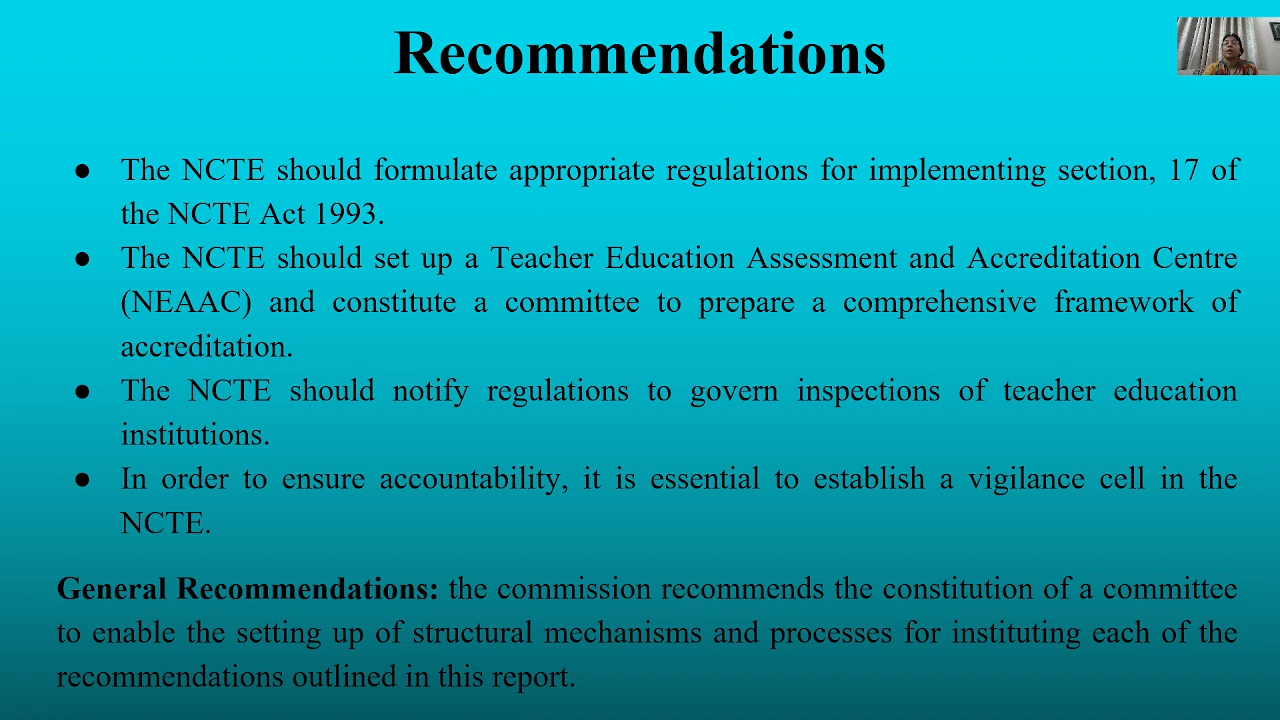 Recommendations
● The NCTE should formulate appropriate regulations for implementing section, 17 of
the NCTE Act 1993.
● The NCTE should set up a Teacher Education Assessment and Accreditation Centre
(NEAAC) and constitute a committee to prepare a comprehensive framework of
accreditation.
● The NCTE should notify regulations to govern inspections of teacher education
institutions.
● In order to ensure accountability, it is essential to establish a vigilance cell in the
NCTE.
General Recommendations: the commission recommends the constitution of a committee
to enable the setting up of structural mechanisms and processes for instituting each of the
recommendations outlined in this report.